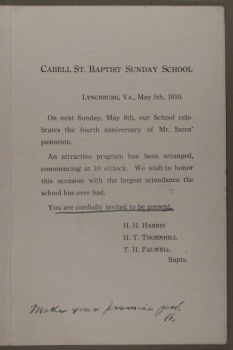 CABELL ST. BAPTIST SUNDAY SCHOOL
LYNCHBURG, VA., May 5th, 1910.
On next Sunday, May 8th, our School cele-
brates the fourth anniversary of Mr. Sams'
pastorate.
An attractive program has been arranged,
commencing at 10 o'clock. We wish to honor
this occasion with the largest attendance the
school has ever had.
You are cordially invited to be present.
H. H. HARRIS
H. T. THORNHILL
T. H. FALWELL
Supts.
Make your promise good.